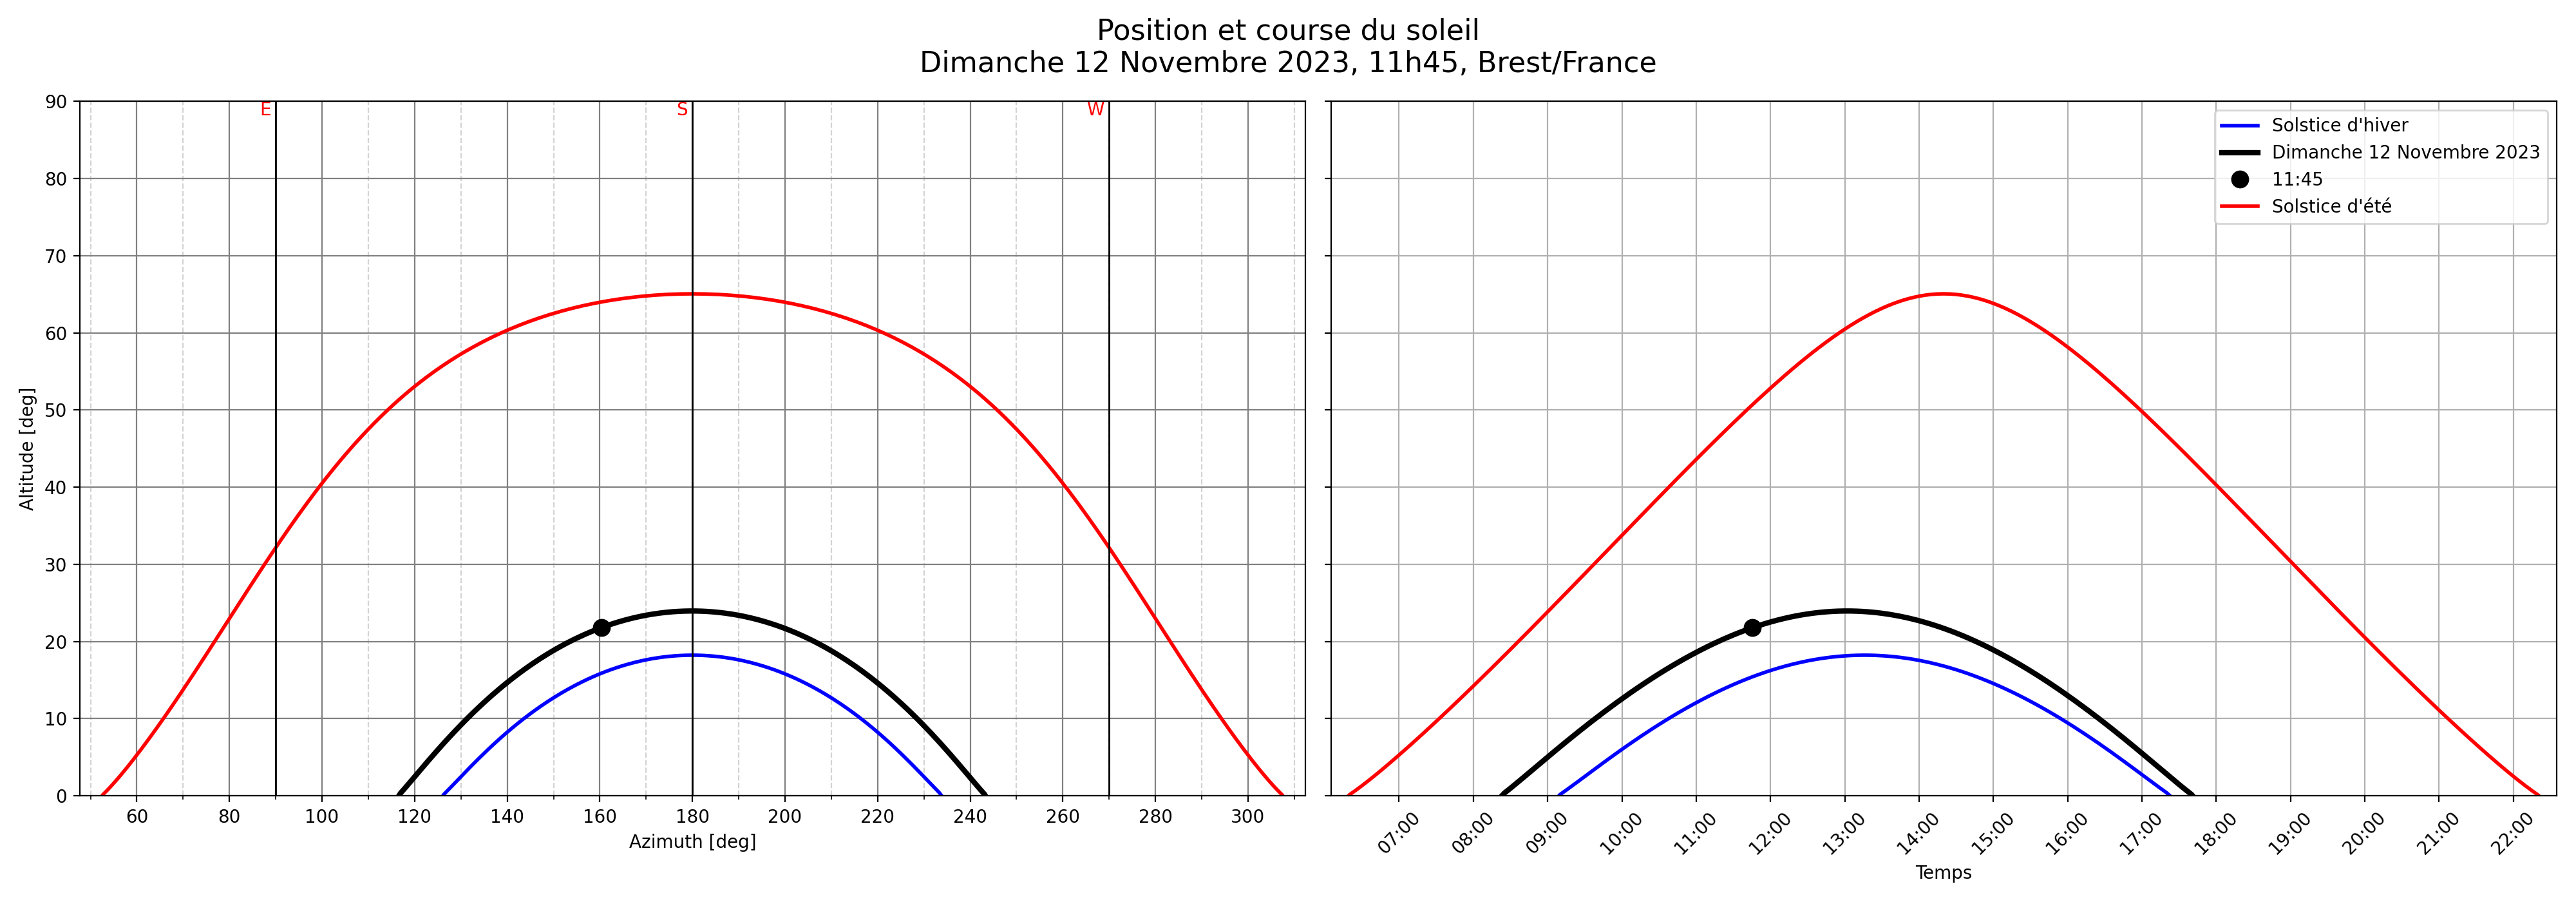 Position et course du soleil
Dimanche 12 Novembre 2023, 11h45, Brest/France
E
S
W
90
80
70
60
50
40
30
20
10
0
Altitude [deg]
60 80 100 120 140 160 180 200 220 240 260 280 300
Azimuth [deg]
Solstice d'hiver
Dimanche 12 Novembre 2023
11:45
Solstice d'été
07:00 08:00 09:00 10:00 11:00 12:00 13:00 14:00 15:00 16:00 17:00 18:00 19:00 20:00 21:00 22:00
Temps